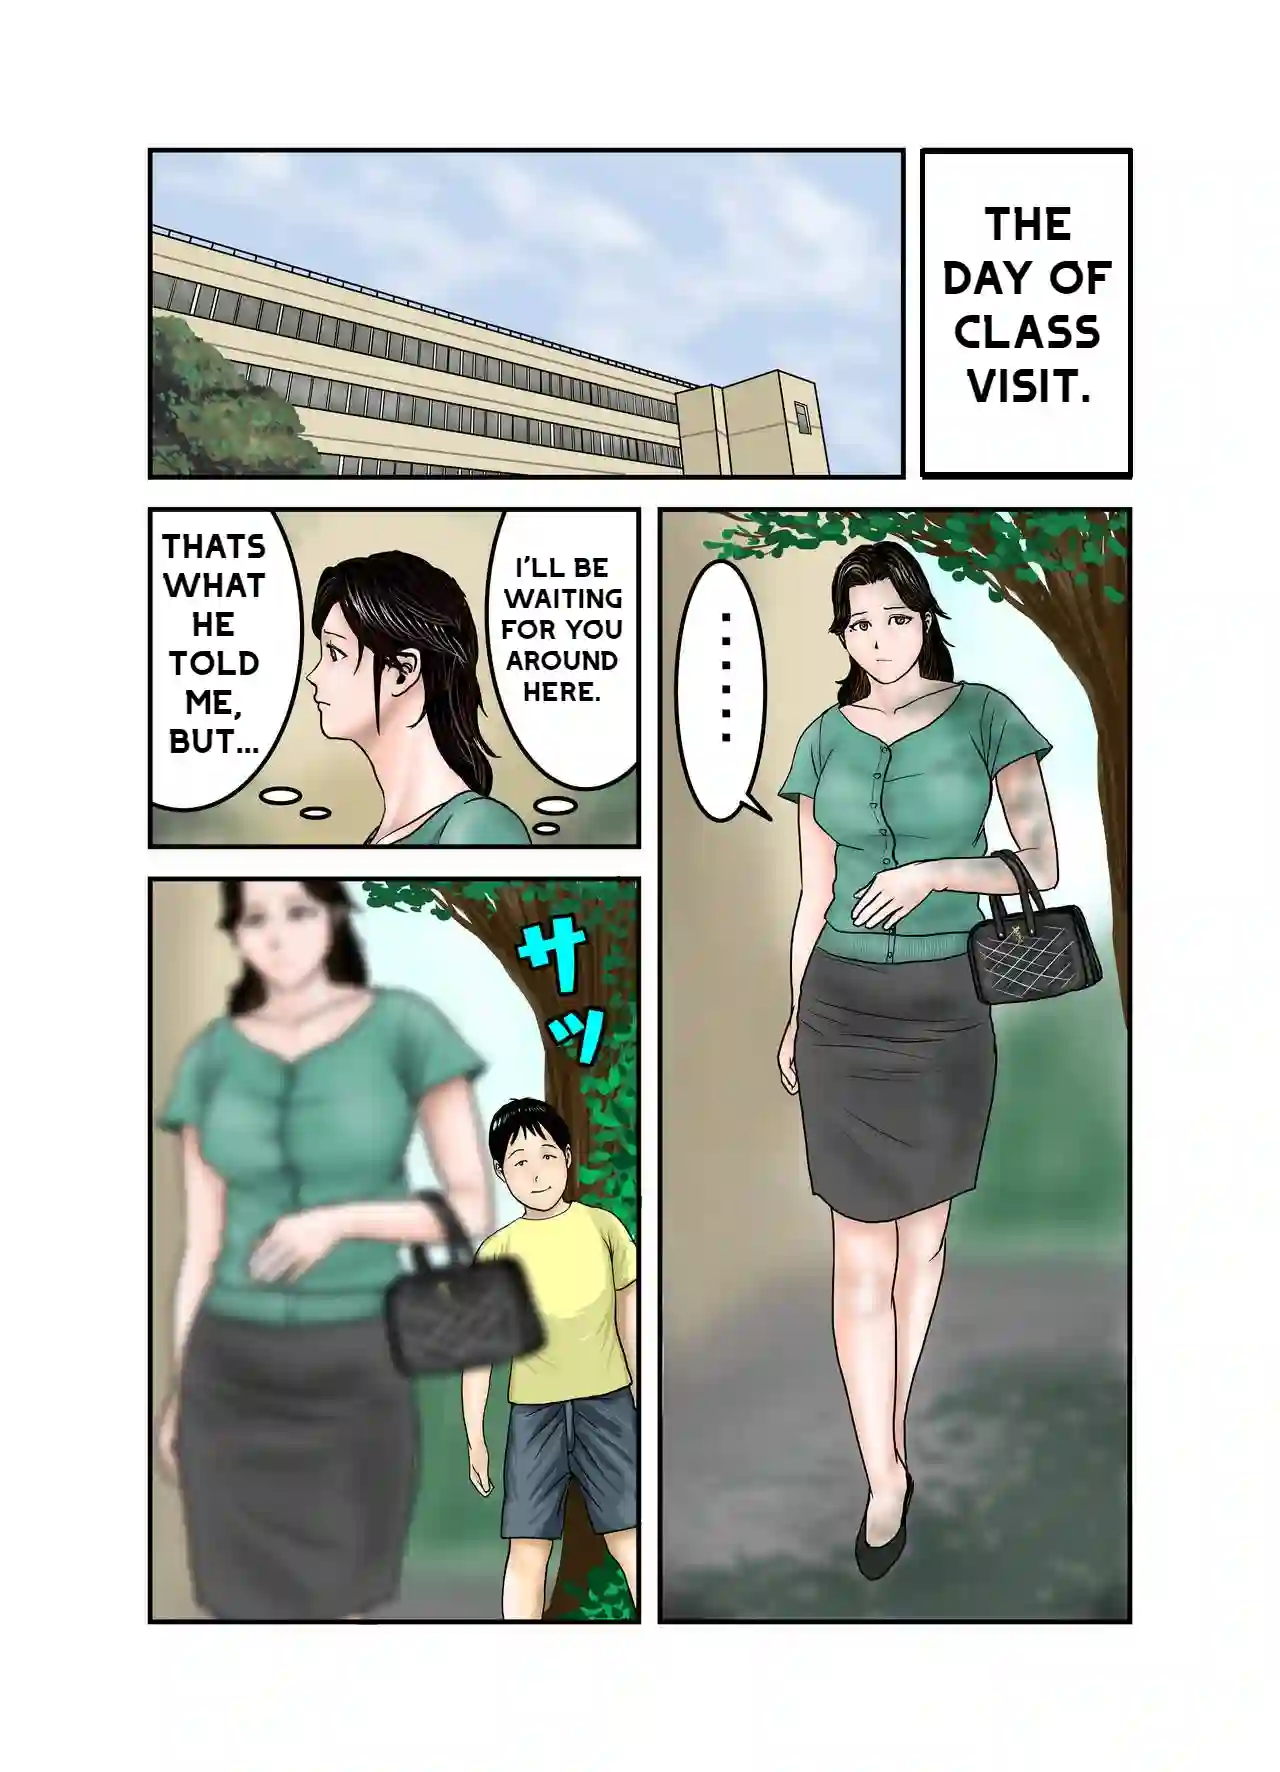 THE
DAY OF
CLASS
VISIT.
......
I'LL BE
WAITING
FOR YOU
AROUND
HERE.
THATS
WHAT
HE
TOLD
ME,
BUT...
サッ